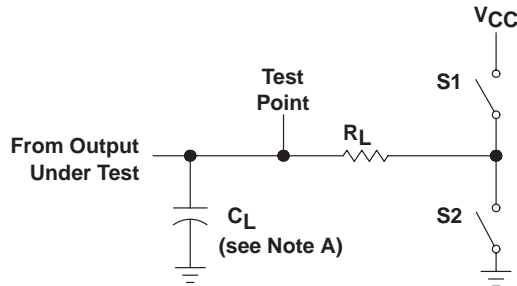 VCC
S1
Test
Point
RL
From Output
Under Test
CL
(see Note A)
S2